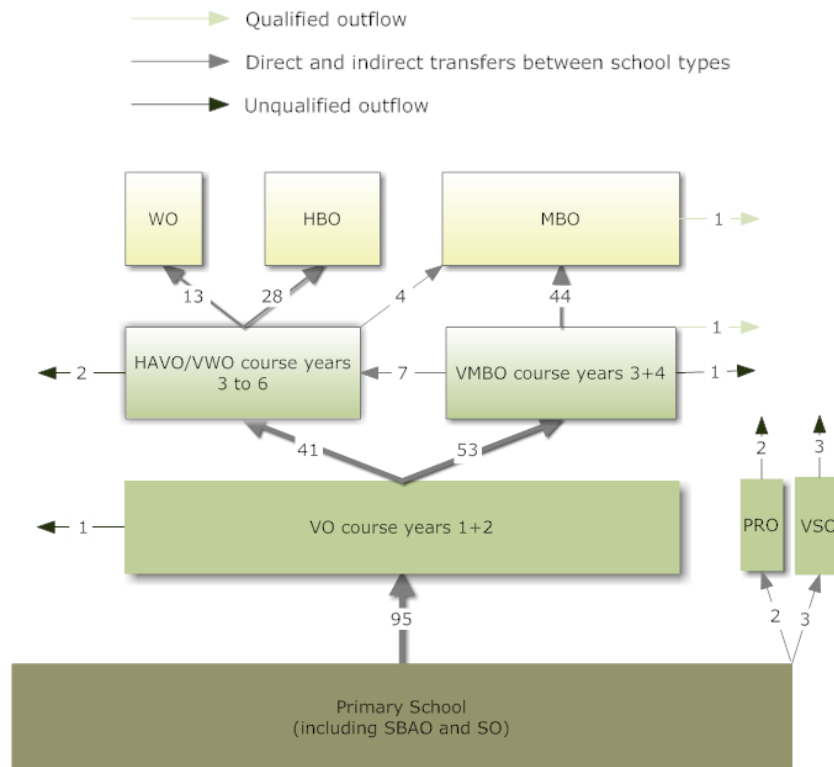 Qualified outflow
Direct and indirect transfers between school types
Unqualified outflow
WO
HBO
MBO
1
13
28
4
44
1
2
HAVO/VWO course years
3 to 6
7
VMBO course years 3+4
1
41
53
2
3
1
VO course years 1+2
PRO
VSO
95
2
3
Primary School
(including SBAO and SO)